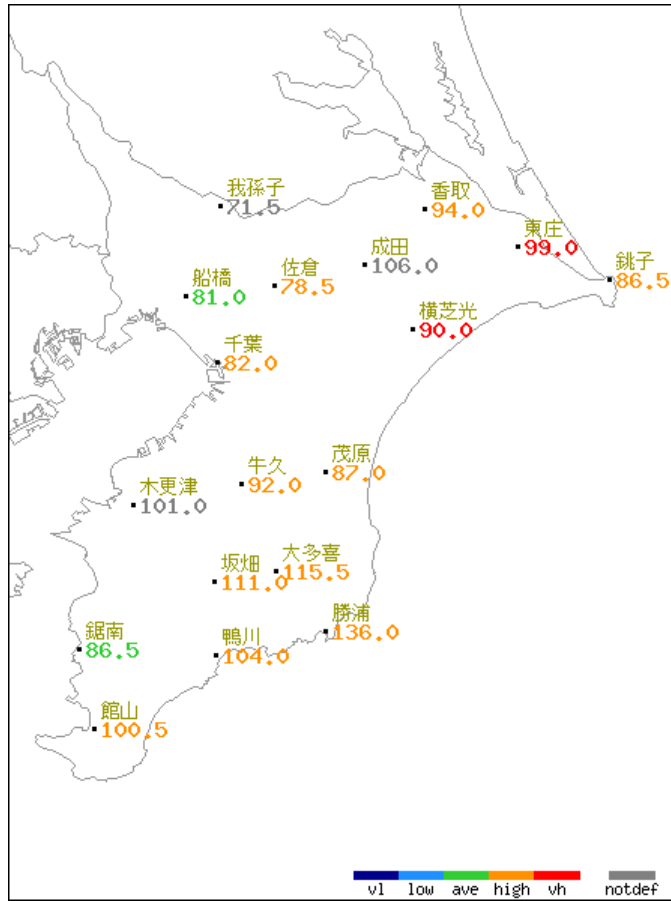 我孫子
71.5
香取
94.0
東庄
99.0
成田
106.0
銚子
86.5
船橋
81.0
佐倉
78.5
横芝光
90.0
千葉
82.0
茂原
87.0
牛久
92.0
木更津
101.0
大多喜
115.5
坂畑
111.0
勝浦
136.0
鋸南
86.5
鴨川
104.0
館山
100.5
vl low ave high vh notdef